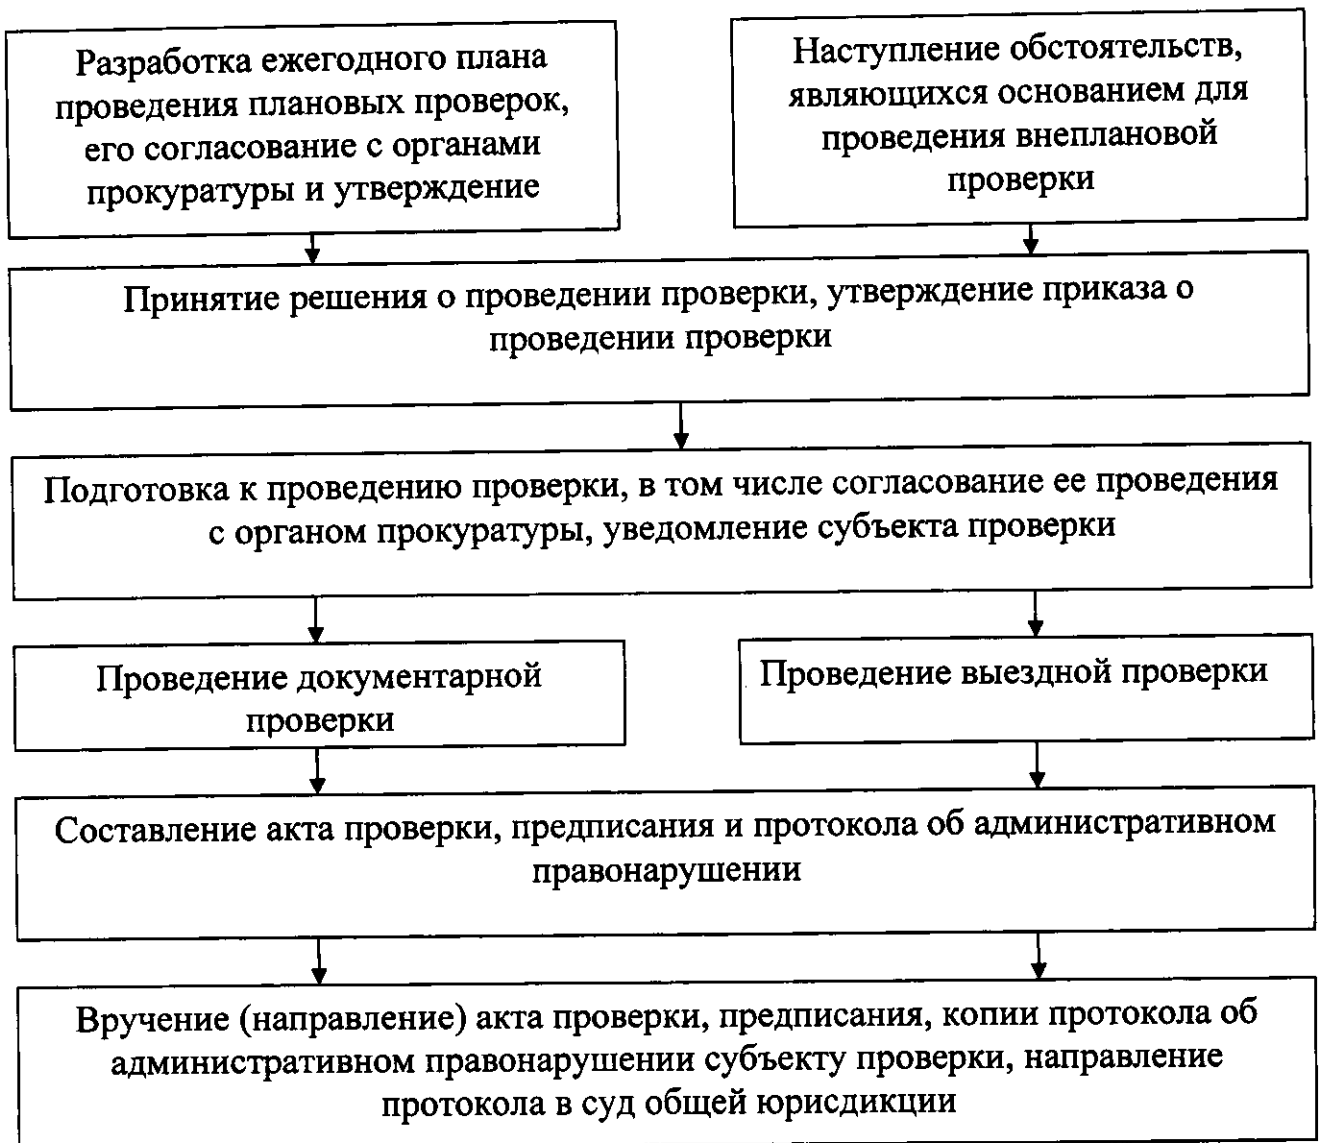 Разработка ежегодного плана
проведения плановых проверок,
его согласование с органами
прокуратуры и утверждение
Наступление обстоятельств,
являющихся основанием для
проведения внеплановой
проверки
Принятие решения о проведении проверки, утверждение приказа о
проведении проверки
Подготовка к проведению проверки, в том числе согласование ее проведения
с органом прокуратуры, уведомление субъекта проверки
Проведение документарной
проверки
Проведение выездной проверки
Составление акта проверки, предписания и протокола об административном
правонарушении
Вручение (направление) акта проверки, предписания, копии протокола об
административном правонарушении субъекту проверки, направление
протокола в суд общей юрисдикции